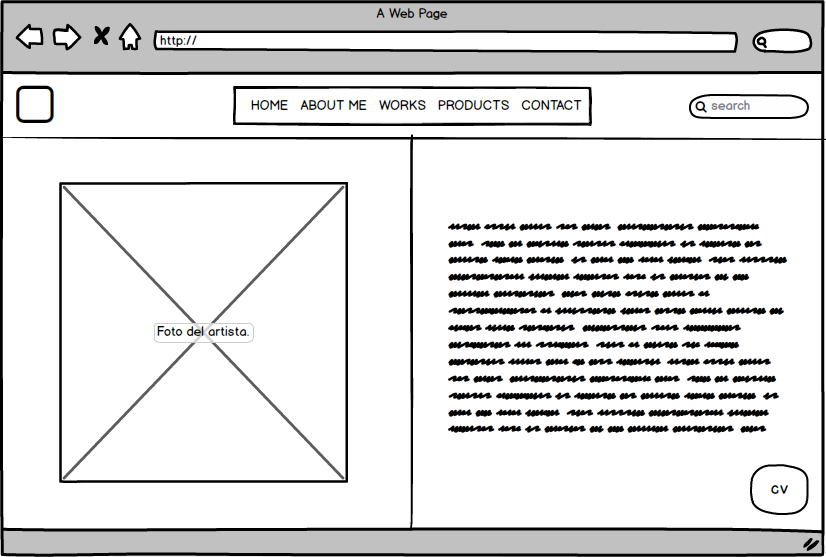 A Web Page
http://
HOME ABOUT ME WORKS PRODUCTS CONTACT
search
Foto del artista.
CV